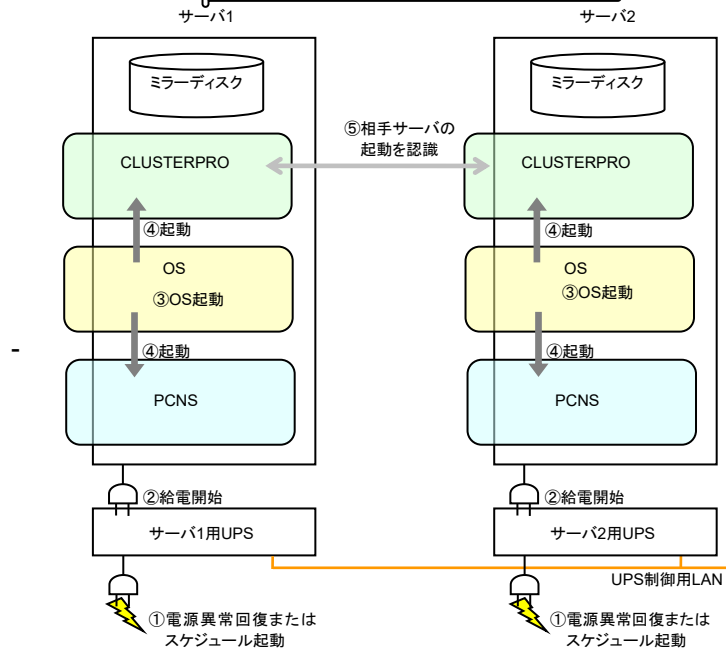 サーバ1
サーバ2
ミラーディスク
ミラーディスク
⑤相手サーバの
起動を認識
CLUSTERPRO
CLUSTERPRO
④起動
④起動
OS
③OS起動
OS
③OS起動
-
④起動
④起動
PCNS
PCNS
②給電開始
②給電開始
サーバ1用UPS
サーバ2用UPS
UPS制御用LAN
①電源異常回復または
スケジュール起動
①電源異常回復または
スケジュール起動